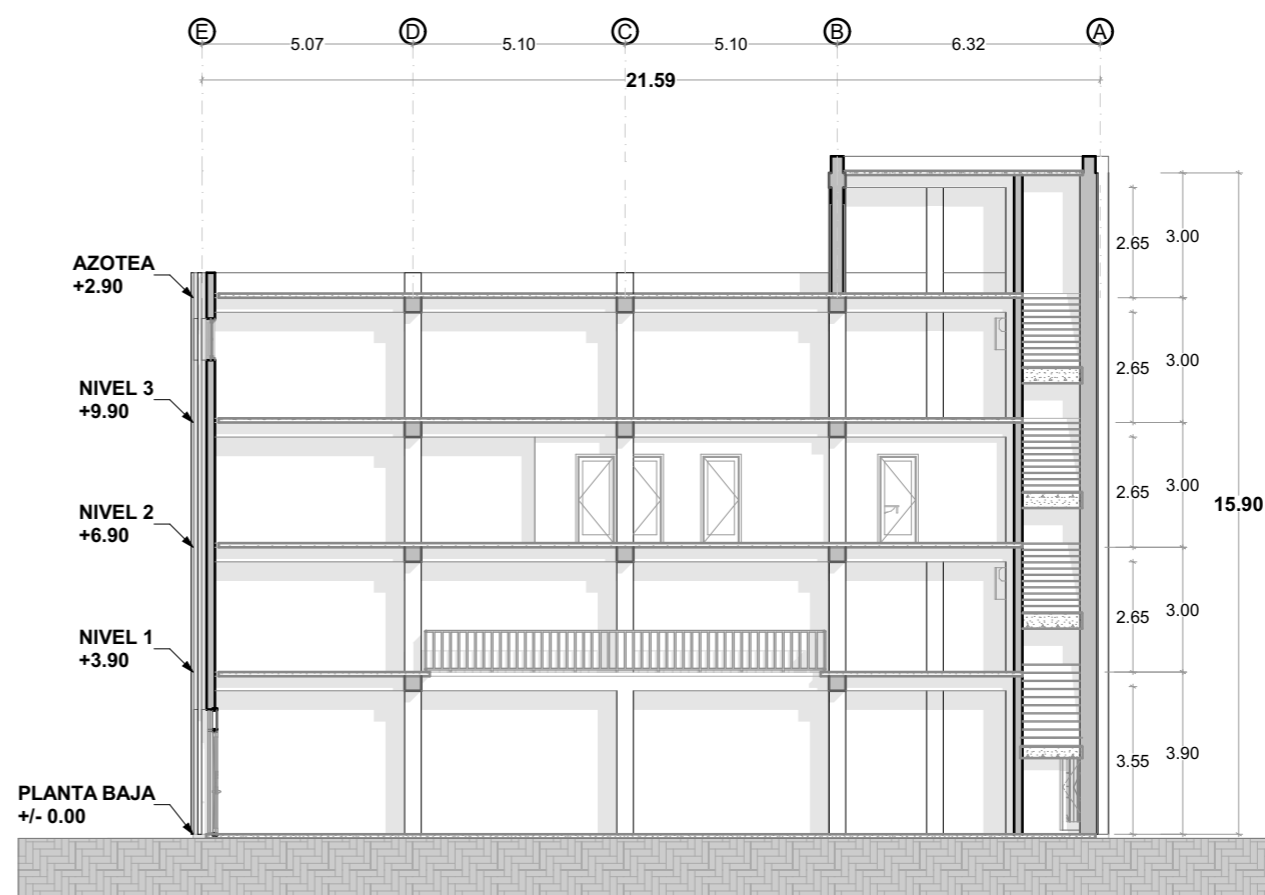 E D C B A
5.07 5.10 5.10 6.32
21.59
AZOTEA
+2.90
2.65 3.00
2.65 3.00
NIVEL 3
+9.90
2.65 3.00
15.90
NIVEL 2
+6.90
2.65 3.00
NIVEL 1
+3.90
3.55 3.90
PLANTA BAJA
+/- 0.00